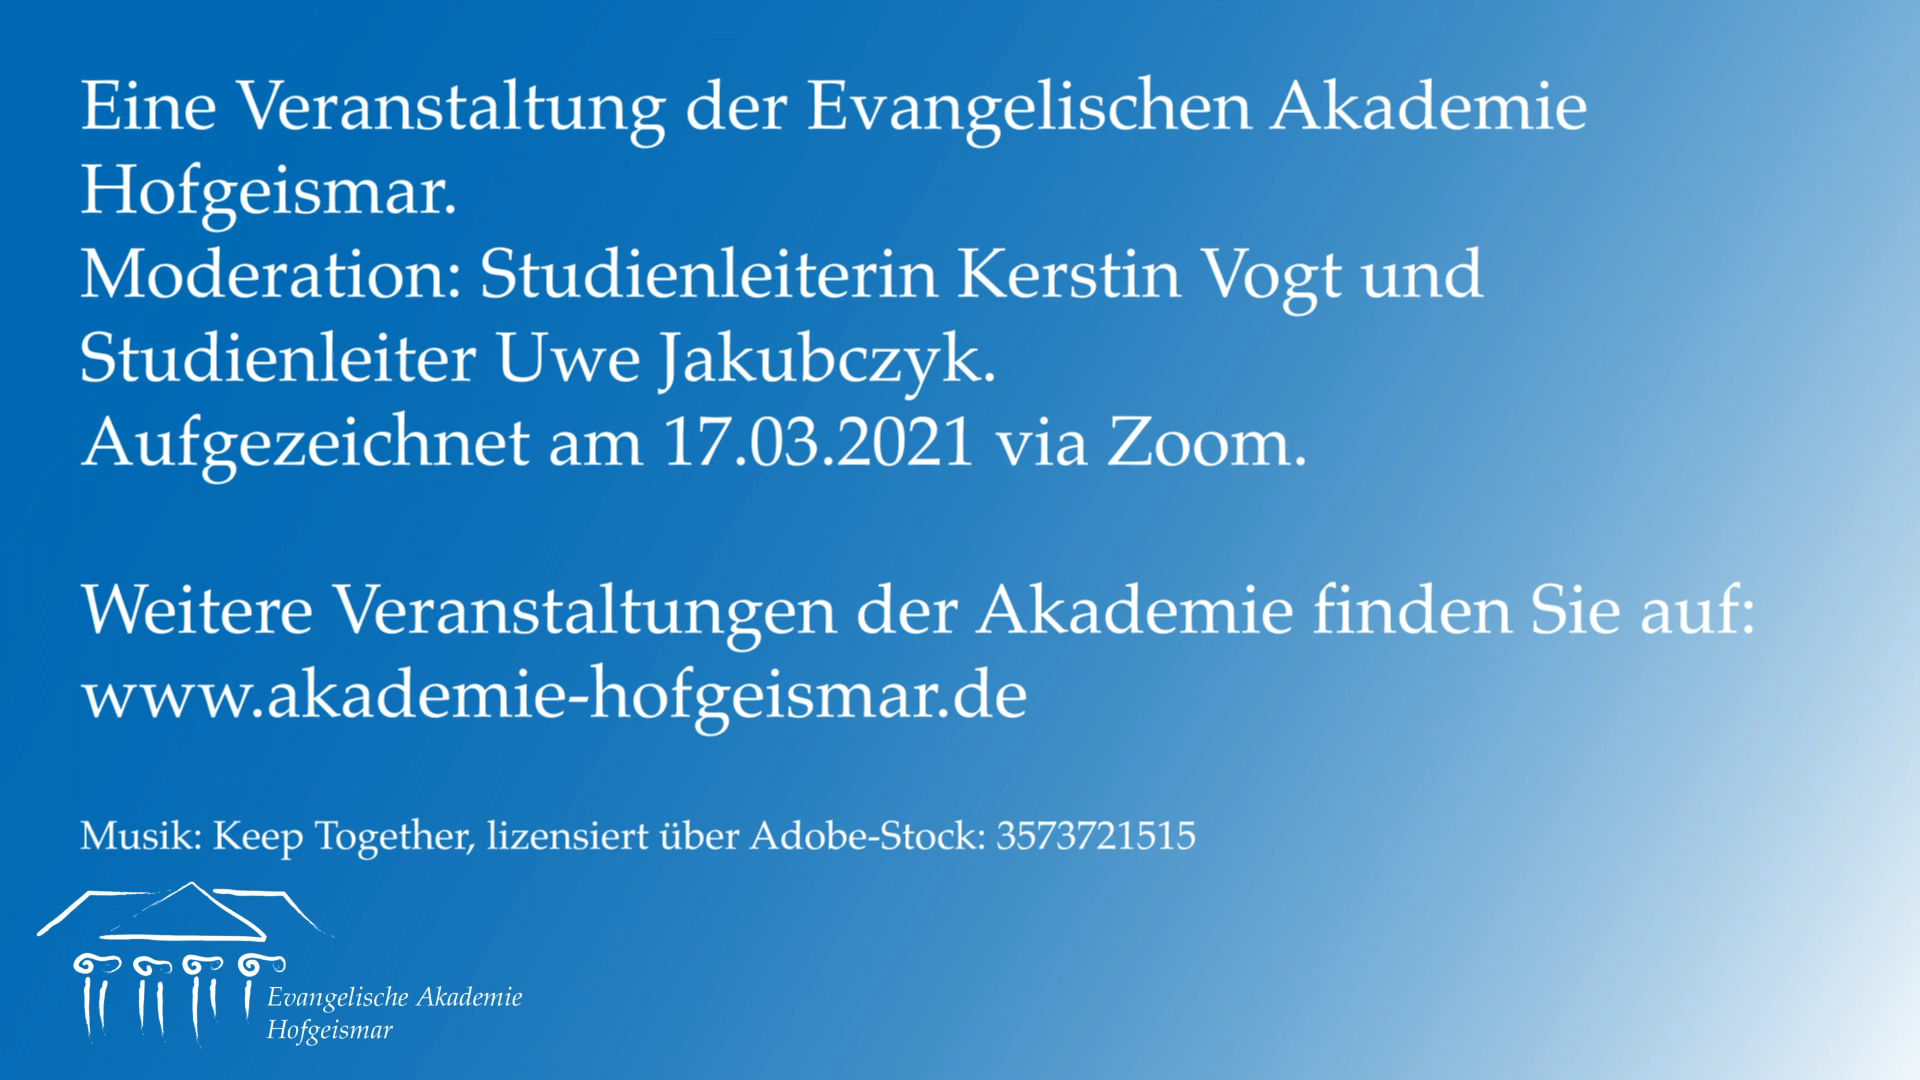 Eine Veranstaltung der Evangelischen Akademie
Hofgeismar.
Moderation: Studienleiterin Kerstin Vogt und
Studienleiter Uwe Jakubczyk.
Aufgezeichnet am 17.03.2021 via Zoom.
Weitere Veranstaltungen der Akademie finden Sie auf:
www.akademie-hofgeismar.de
Musik: Keep Together, lizensiert über Adobe-Stock: 3573721515
Evangelische Akademie
Hofgeismar